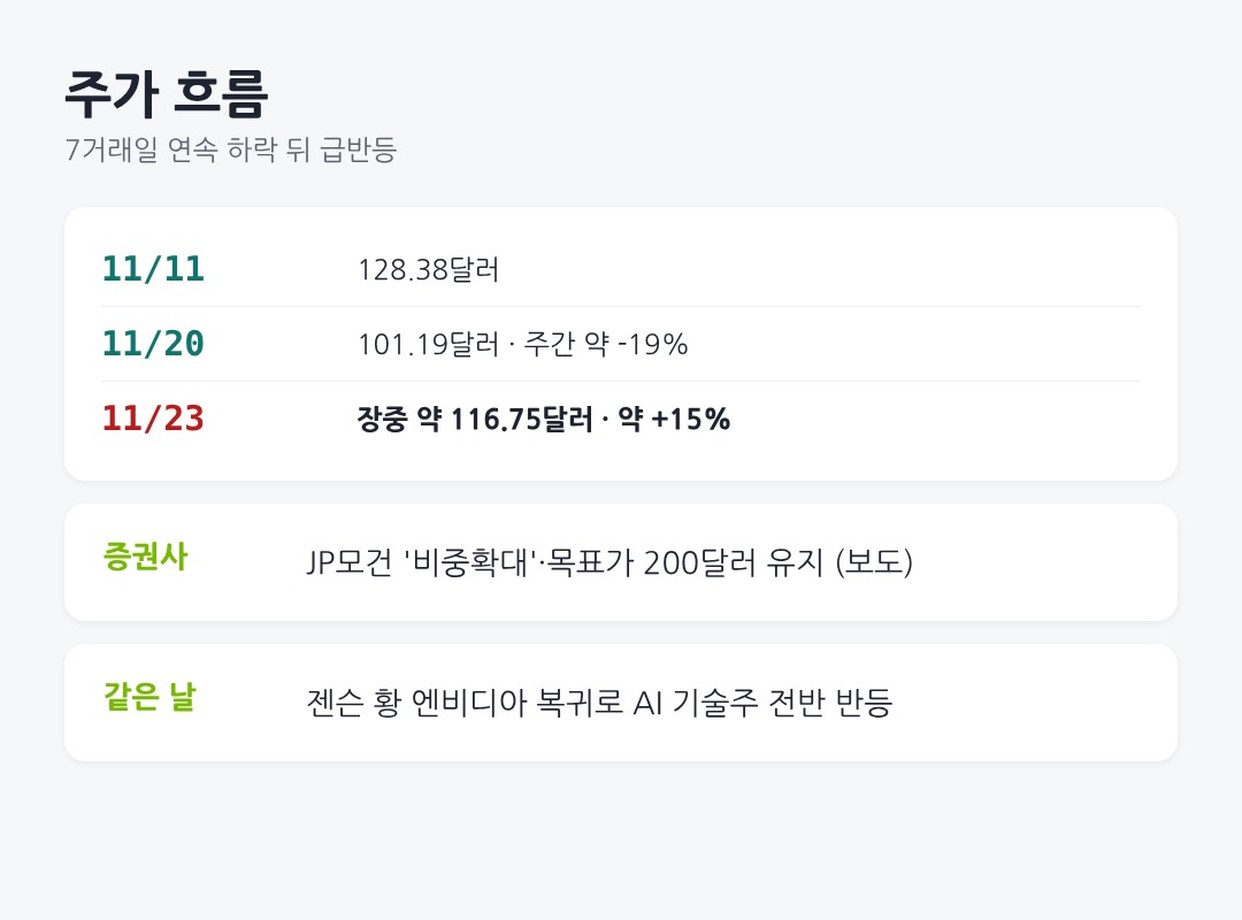 주가 흐름
7거래일 연속 하락 뒤 급반등
11/11 128.38달러
11/20 101.19달러 · 주간 약 -19%
11/23 장중 약 116.75달러 · 약 +15%
증권사 JP모건 '비중확대'·목표가 200달러 유지 (보도)
같은 날 젠슨 황 엔비디아 복귀로 AI 기술주 전반 반등